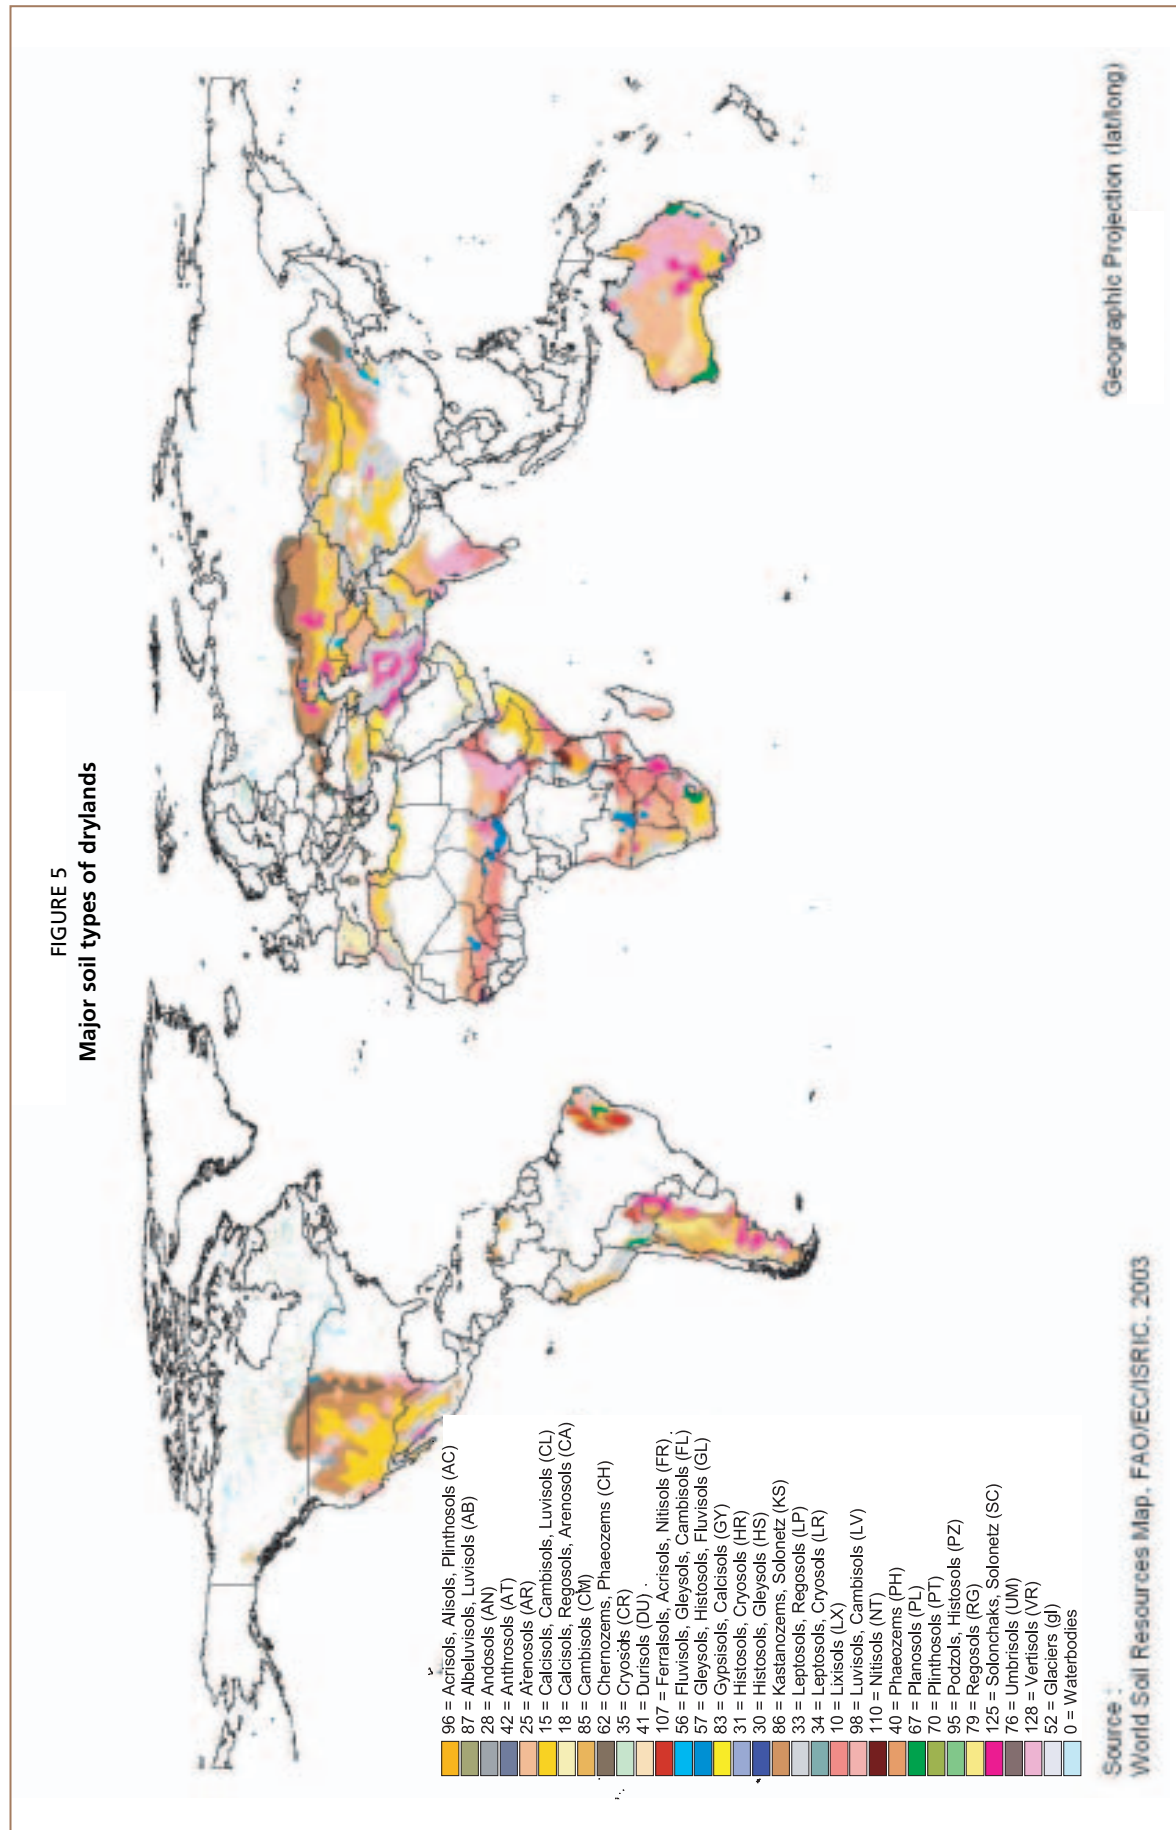 FIGURE 5
Major soil types of drylands
96 = Acrisols, Alisols, Plinthosols (AC)
87 = Albeluvisols, Luvisols (AB)
28 = Andosols (AN)
42 = Anthrosols (AT)
25 = Arenosols (AR)
15 = Calcisols, Cambisols, Luvisols (CL)
18 = Calcisols, Regosols, Arenosols (CA)
85 = Cambisols (CM)
62 = Chernozems, Phaeozems (CH)
35 = Cryosols (CR)
41 = Durisols (DU)
107 = Ferralsols, Acrisols, Nitisols (FR)
56 = Fluvisols, Gleysols, Cambisols (FL)
57 = Gleysols, Histosols, Fluvisols (GL)
83 = Gypsisols, Calcisols (GY)
31 = Histosols, Cryosols (HR)
30 = Histosols, Gleysols (HS)
86 = Kastanozems, Solonetz (KS)
33 = Leptosols, Regosols (LP)
34 = Leptosols, Cryosols (LR)
10 = Lixisols (LX)
98 = Luvisols, Cambisols (LV)
110 = Nitisols (NT)
40 = Phaeozems (PH)
67 = Planosols (PL)
70 = Plinthosols (PT)
95 = Podzols, Histosols (PZ)
79 = Regosols (RG)
125 = Solonchaks, Solonetz (SC)
76 = Umbrisols (UM)
128 = Vertisols (VR)
52 = Glaciers (gl)
0 = Waterbodies
Source :
World Soil Resources Map, FAO/EC/ISRIC, 2003
Geographic Projection (lat/long)